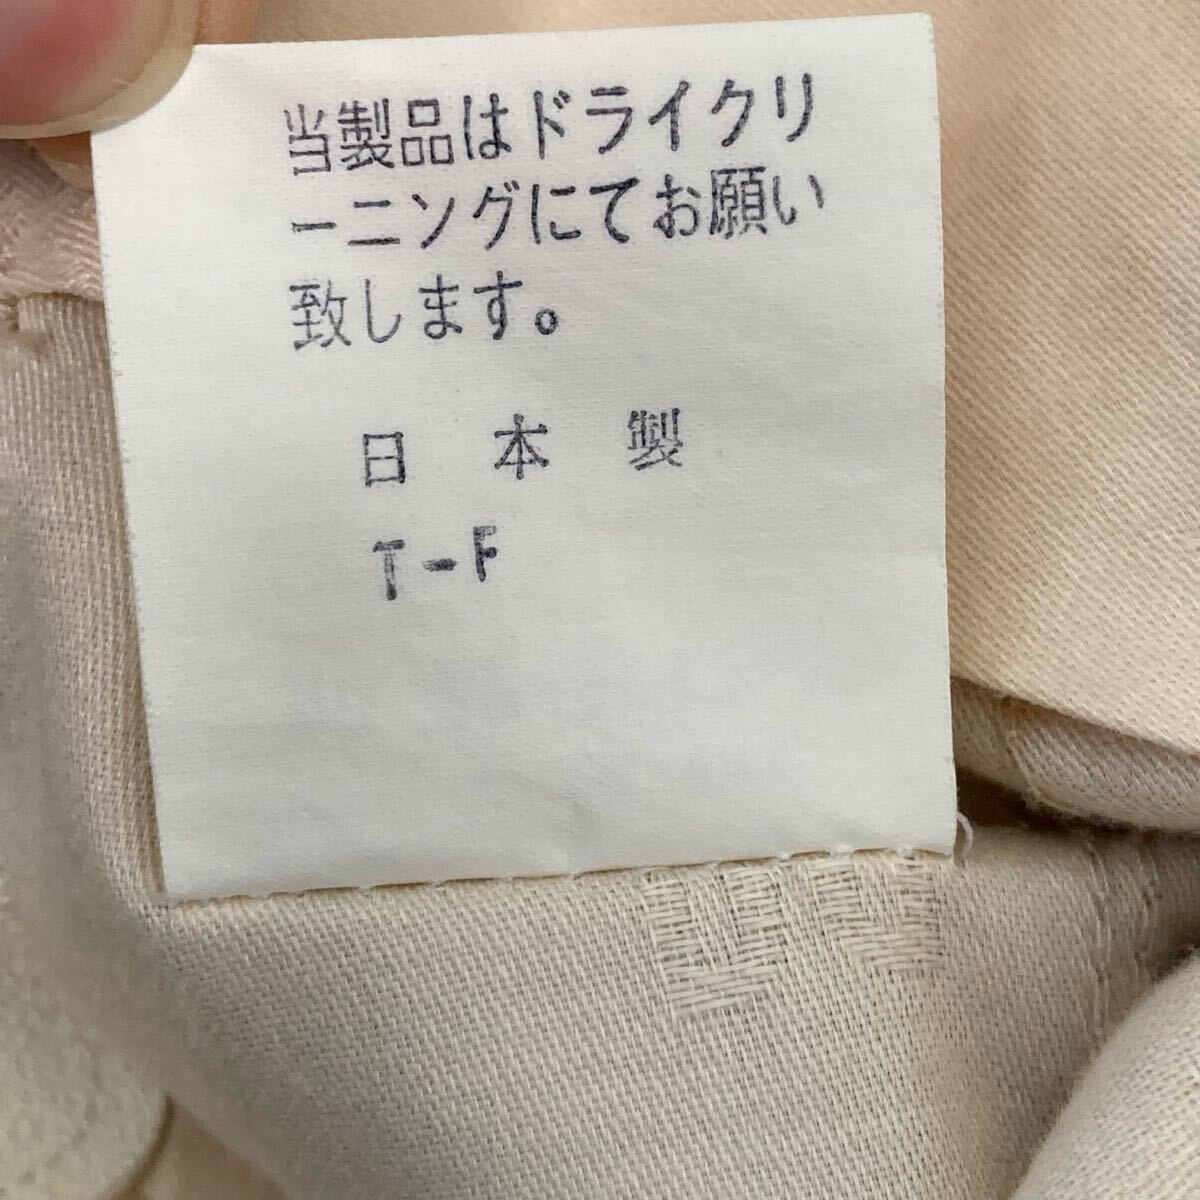 当製品はドライクリ
ーニングにてお願い
致します。
日本製
T-F